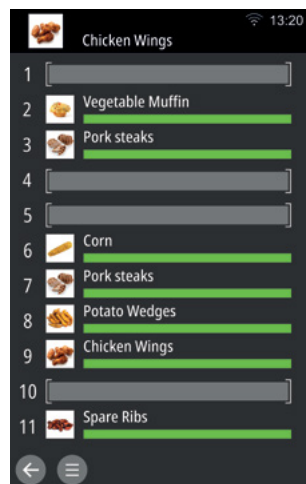 13:20
Chicken Wings
1
2 Vegetable Muffin
3 Pork steaks
4
5
6 Corn
7 Pork steaks
8 Potato Wedges
9 Chicken Wings
10
11 Spare Ribs